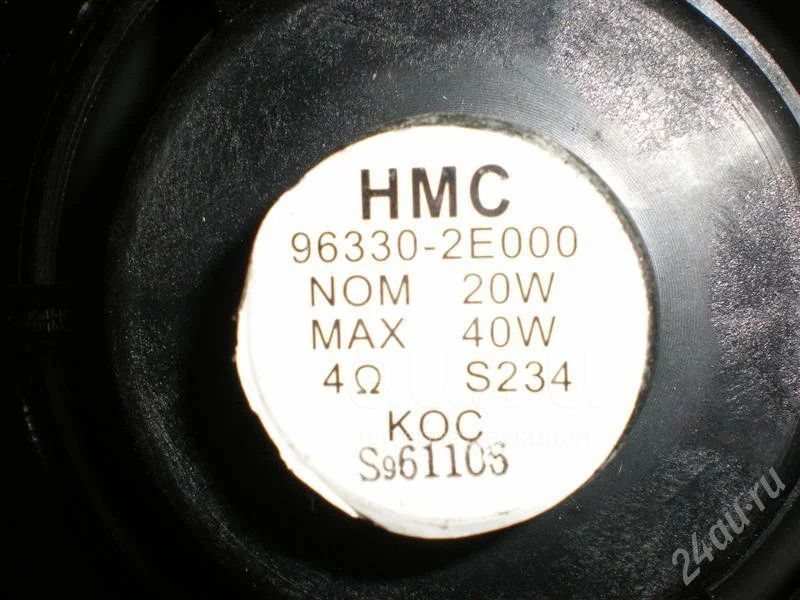 HMC
96330-2E000
NOM 20W
MAX 40W
4Ω S234
KOC
S961105
24au.ru